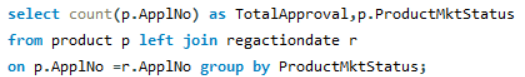 select count(p.ApplNo) as TotalApproval,p.ProductMktStatus
from product p left join regactiondate r
on p.ApplNo =r.ApplNo group by ProductMktStatus;